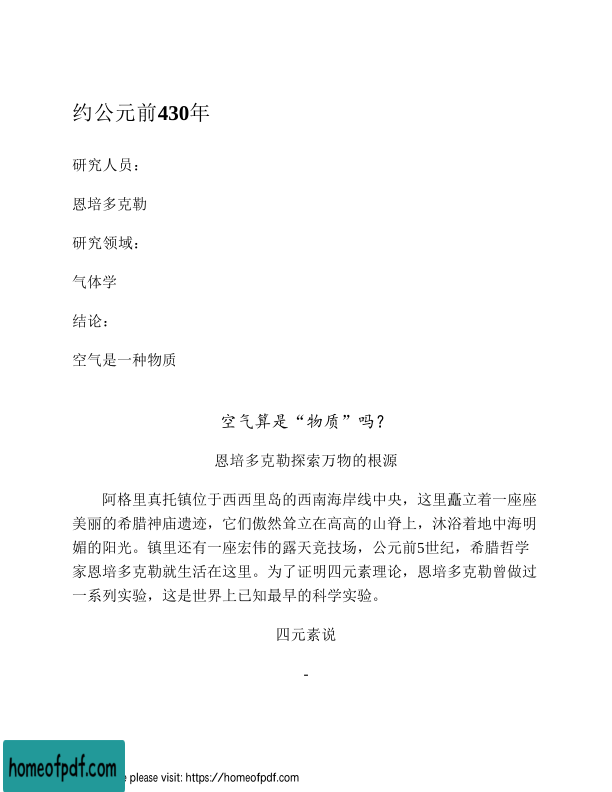 约公元前430年
研究人员：
恩培多克勒
研究领域：
气体学
结论：
空气是一种物质
空气算是“物质”吗？
恩培多克勒探索万物的根源
阿格里真托镇位于西西里岛的西南海岸线中央，这里矗立着一座座
美丽的希腊神庙遗迹，它们傲然耸立在高高的山脊上，沐浴着地中海明
媚的阳光。镇里还有一座宏伟的露天竞技场，公元前5世纪，希腊哲学
家恩培多克勒就生活在这里。为了证明四元素理论，恩培多克勒曾做过
一系列实验，这是世界上已知最早的科学实验。
四元素说
-
homeofpdf.com
please visit: https://homeofpdf.com